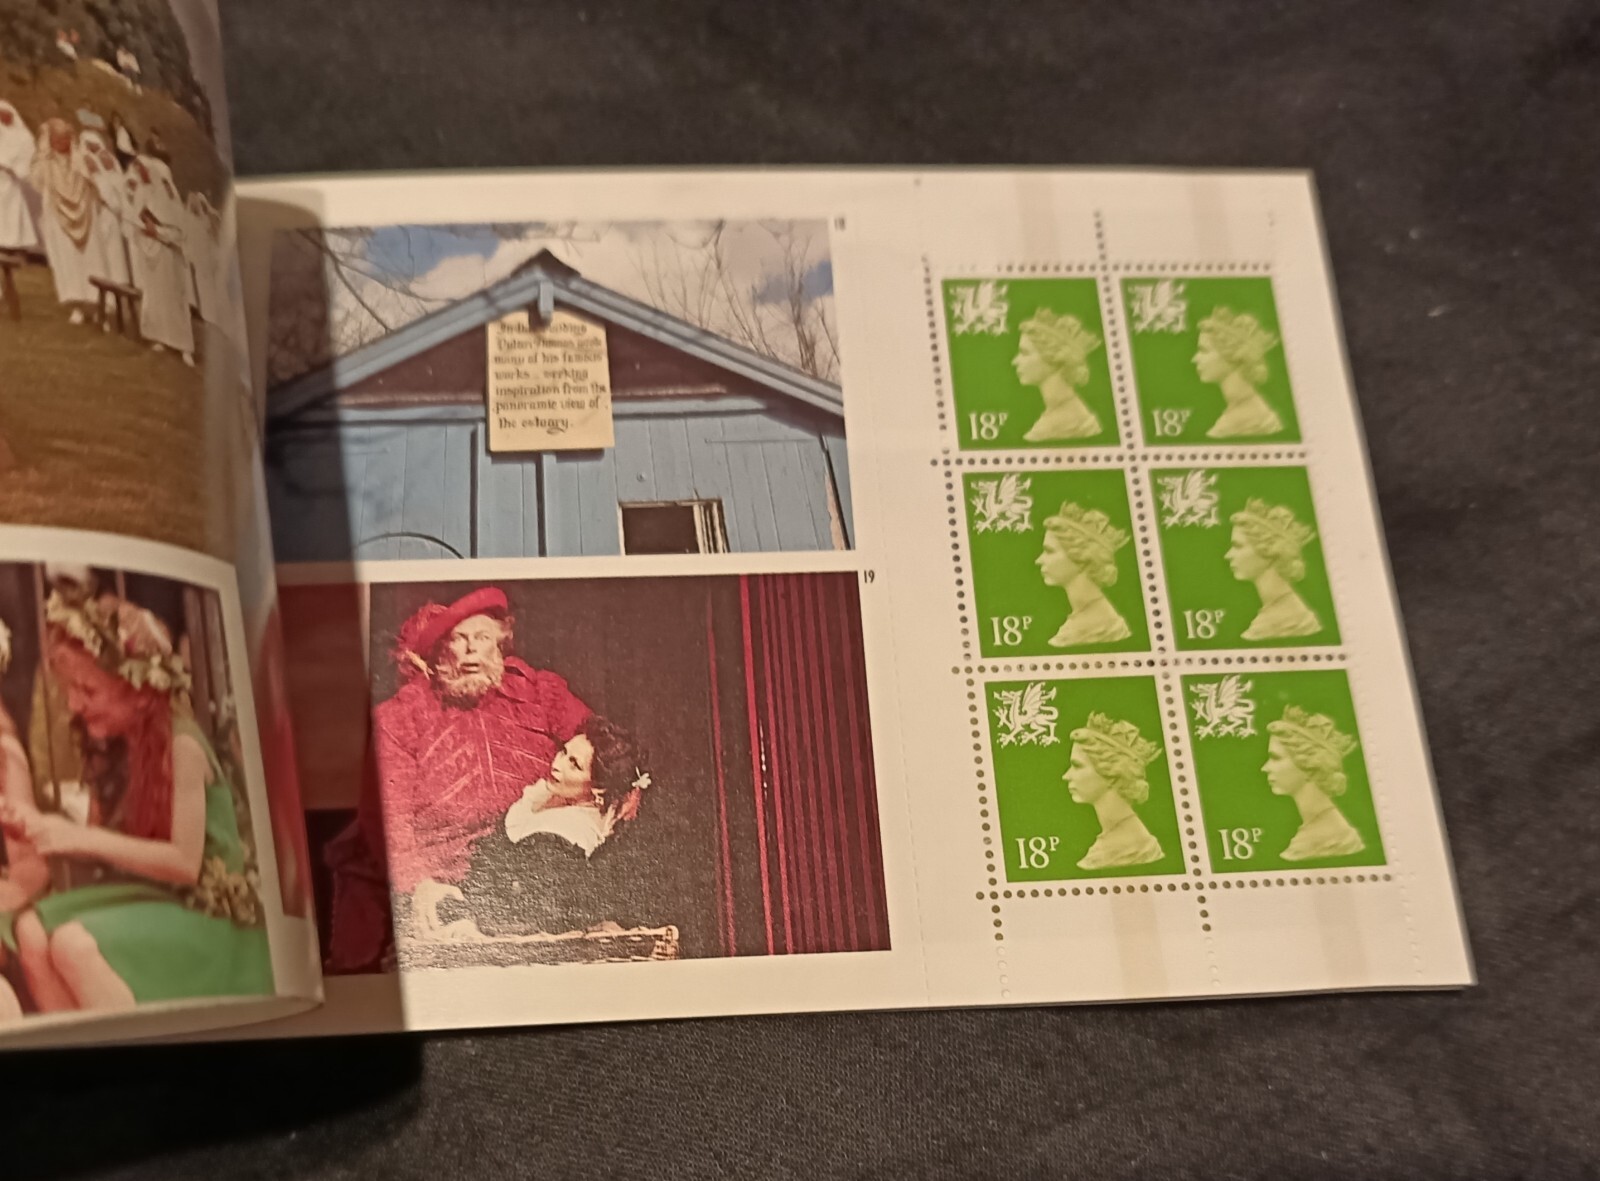 18
In this building
Dylan Thomas wrote
many of his famous
works... seeking
inspiration from the
panoramic view of
the estuary.
19
18P
18P
18P
18P
18P
18P